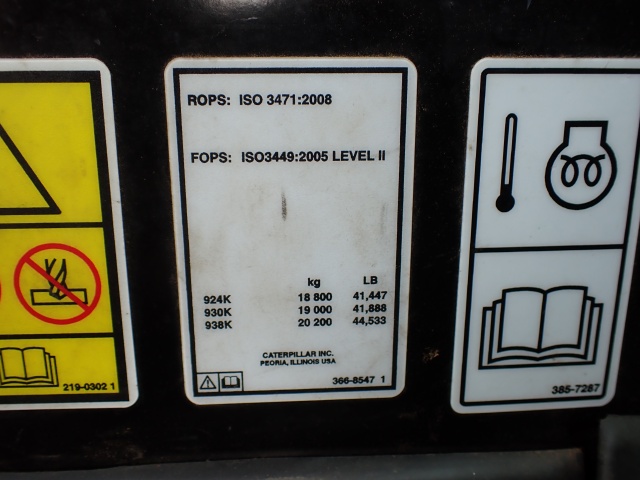 ROPS: ISO 3471:2008
FOPS: ISO3449:2005 LEVEL II
kg LB
924K 18 800 41,447
930K 19 000 41,888
938K 20 200 44,533
CATERPILLAR INC.
PEORIA, ILLINOIS USA
366-8547 1
219-0302 1
385-7287